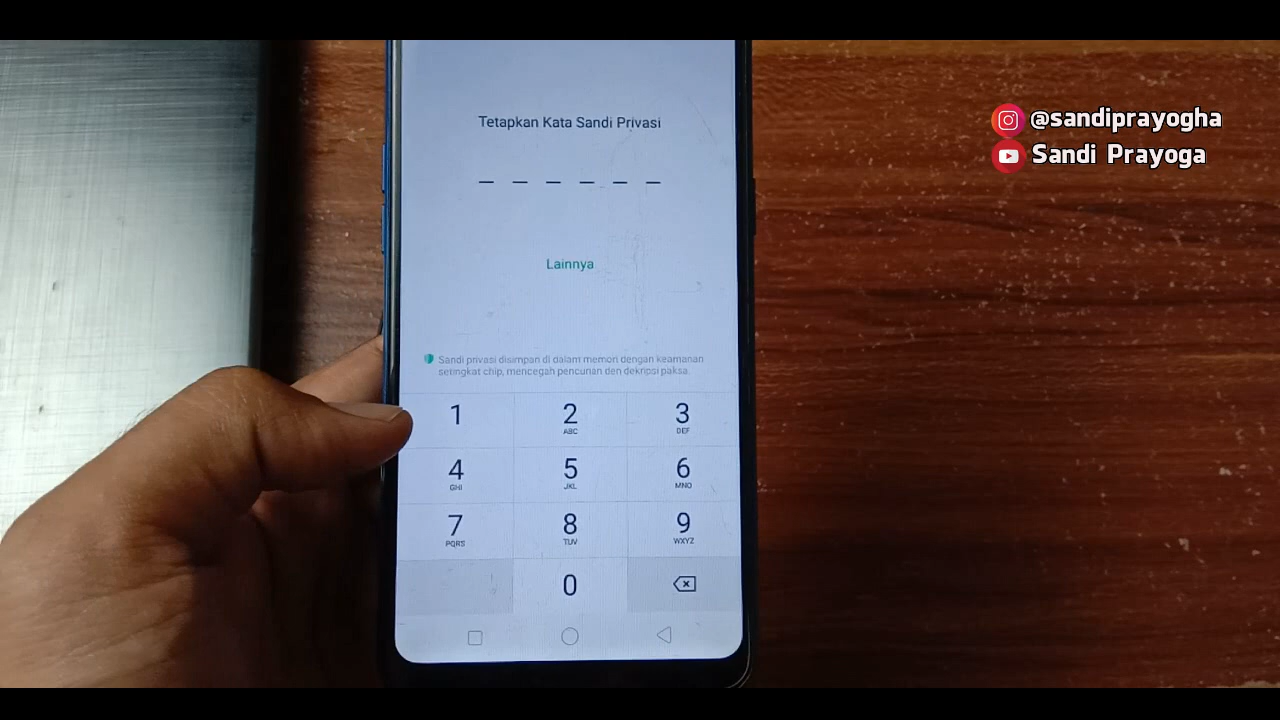 @sandiprayogha
Sandi Prayoga
Tetapkan Kata Sandi Privasi
Lainnya
Sandi privasi disimpan di dalam memori dengan keamanan
setingkat chip, mencegah pencurian dan dekripsi paksa.
1
2
ABC
3
DEF
4
GHI
5
JKL
6
MNO
7
PQRS
8
TUV
9
WXYZ
0